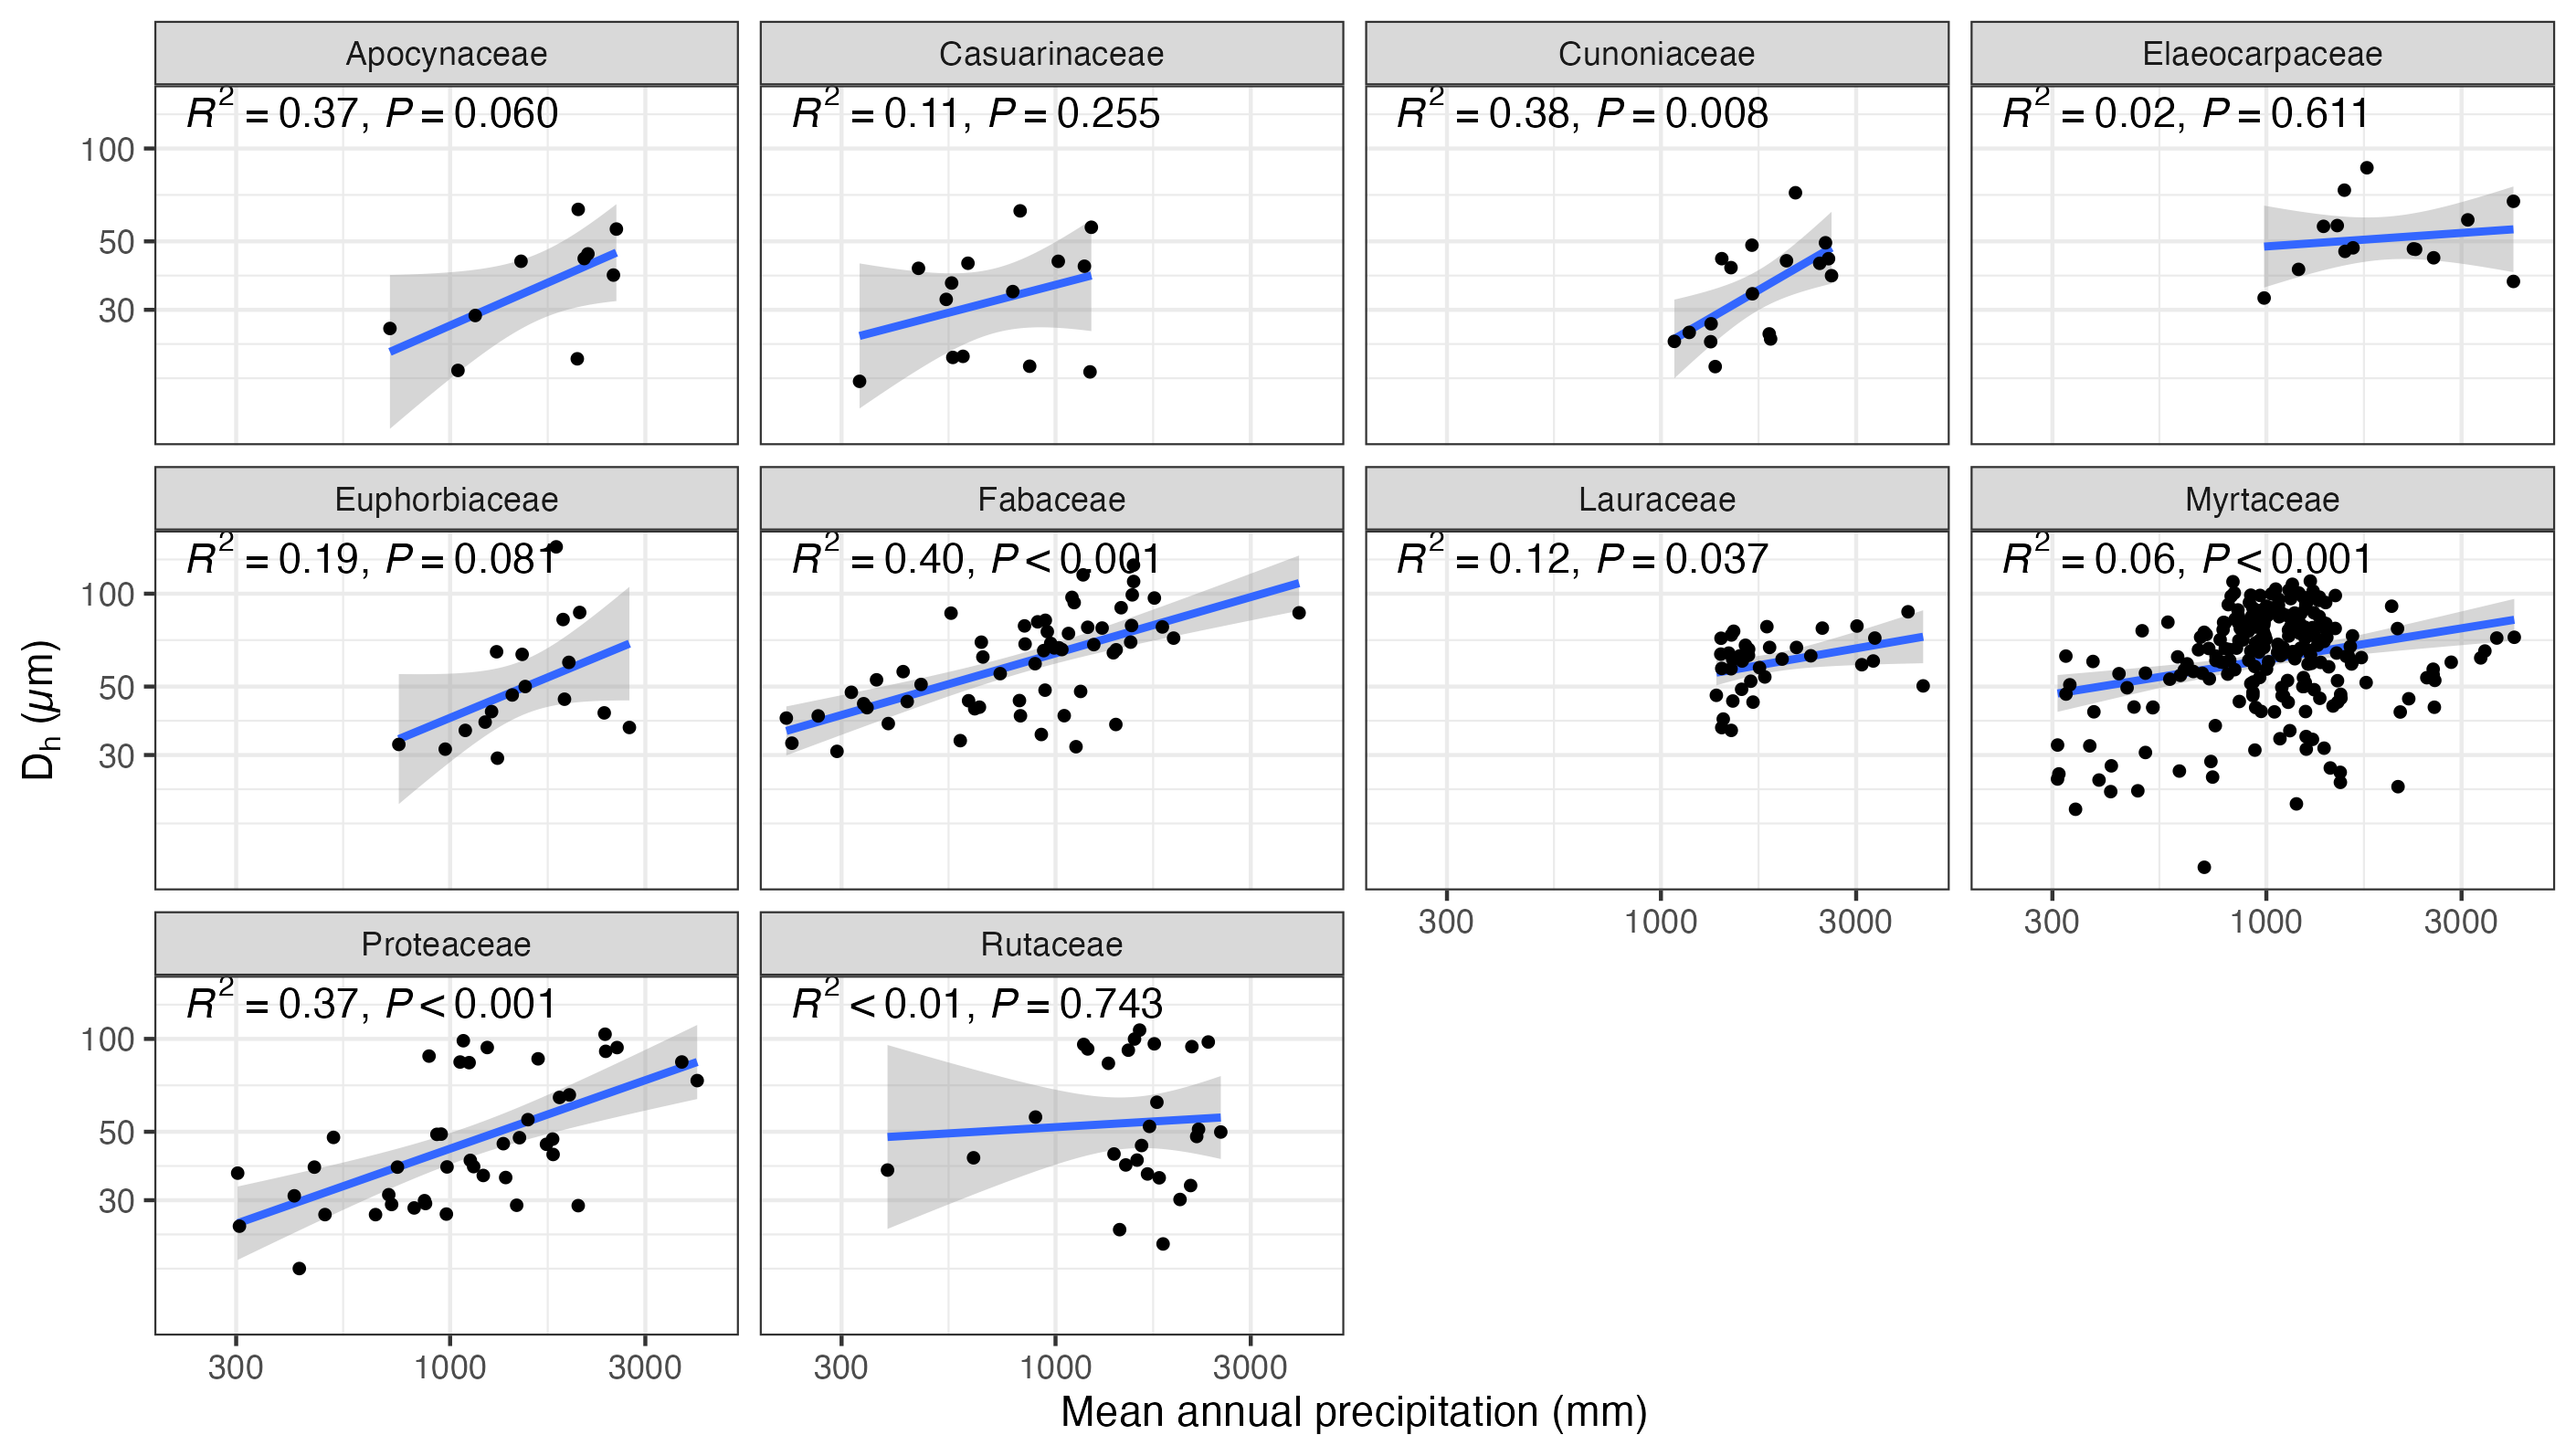 Apocynaceae Casuarinaceae Cunoniaceae Elaeocarpaceae
R² = 0.37, P = 0.060 R² = 0.11, P = 0.255 R² = 0.38, P = 0.008 R² = 0.02, P = 0.611
100
50
30
Euphorbiaceae Fabaceae Lauraceae Myrtaceae
R² = 0.19, P = 0.081 R² = 0.40, P < 0.001 R² = 0.12, P = 0.037 R² = 0.06, P < 0.001
100
50
30
300 1000 3000 300 1000 3000
Dₕ (μm)
Proteaceae Rutaceae
R² = 0.37, P < 0.001 R² < 0.01, P = 0.743
100
50
30
300 1000 3000 300 1000 3000
Mean annual precipitation (mm)